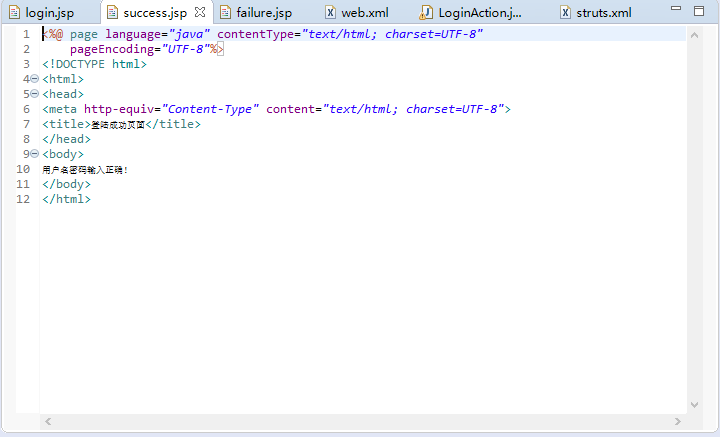 login.jsp success.jsp failure.jsp web.xml LoginAction.j... struts.xml
1 <%@ page language="java" contentType="text/html; charset=UTF-8"
2 pageEncoding="UTF-8"%>
3 <!DOCTYPE html>
4 <html>
5 <head>
6 <meta http-equiv="Content-Type" content="text/html; charset=UTF-8">
7 <title>登陆成功页面</title>
8 </head>
9 <body>
10 用户名密码输入正确!
11 </body>
12 </html>